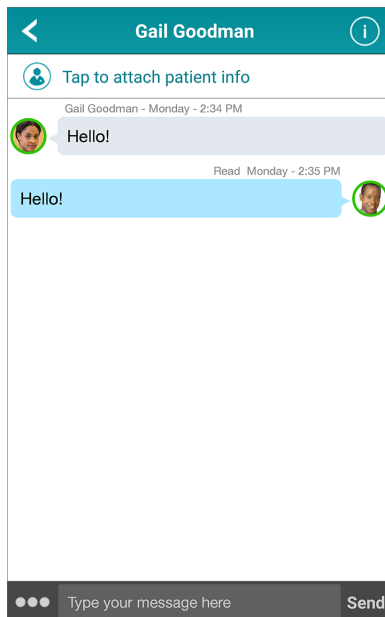 Gail Goodman
Tap to attach patient info
Gail Goodman - Monday - 2:34 PM
Hello!
Read Monday - 2:35 PM
Hello!
Type your message here
Send